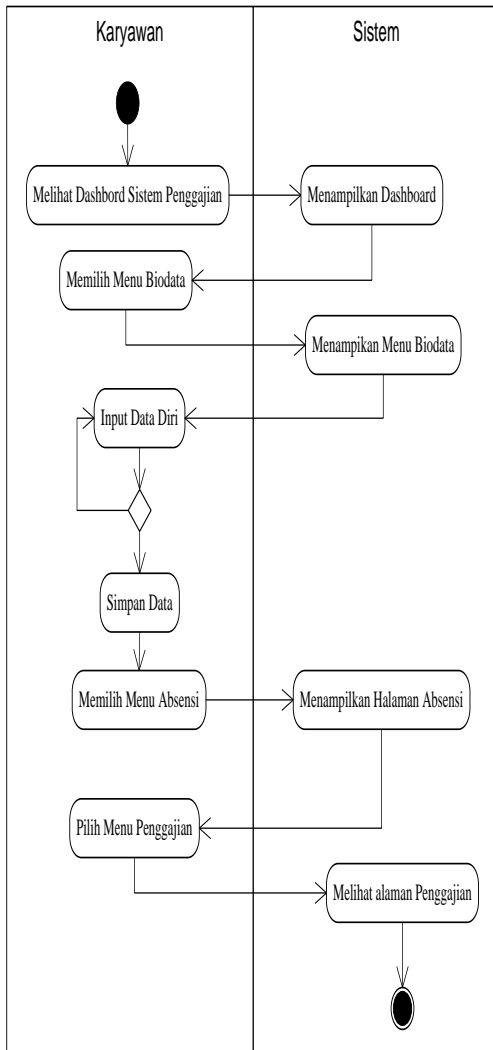 Karyawan
Sistem
Melihat Dashbord Sistem Penggajian
Menampilkan Dashboard
Memilih Menu Biodata
Menampikan Menu Biodata
Input Data Diri
Simpan Data
Memilih Menu Absensi
Menampilkan Halaman Absensi
Pilih Menu Penggajian
Melihat alaman Penggajian